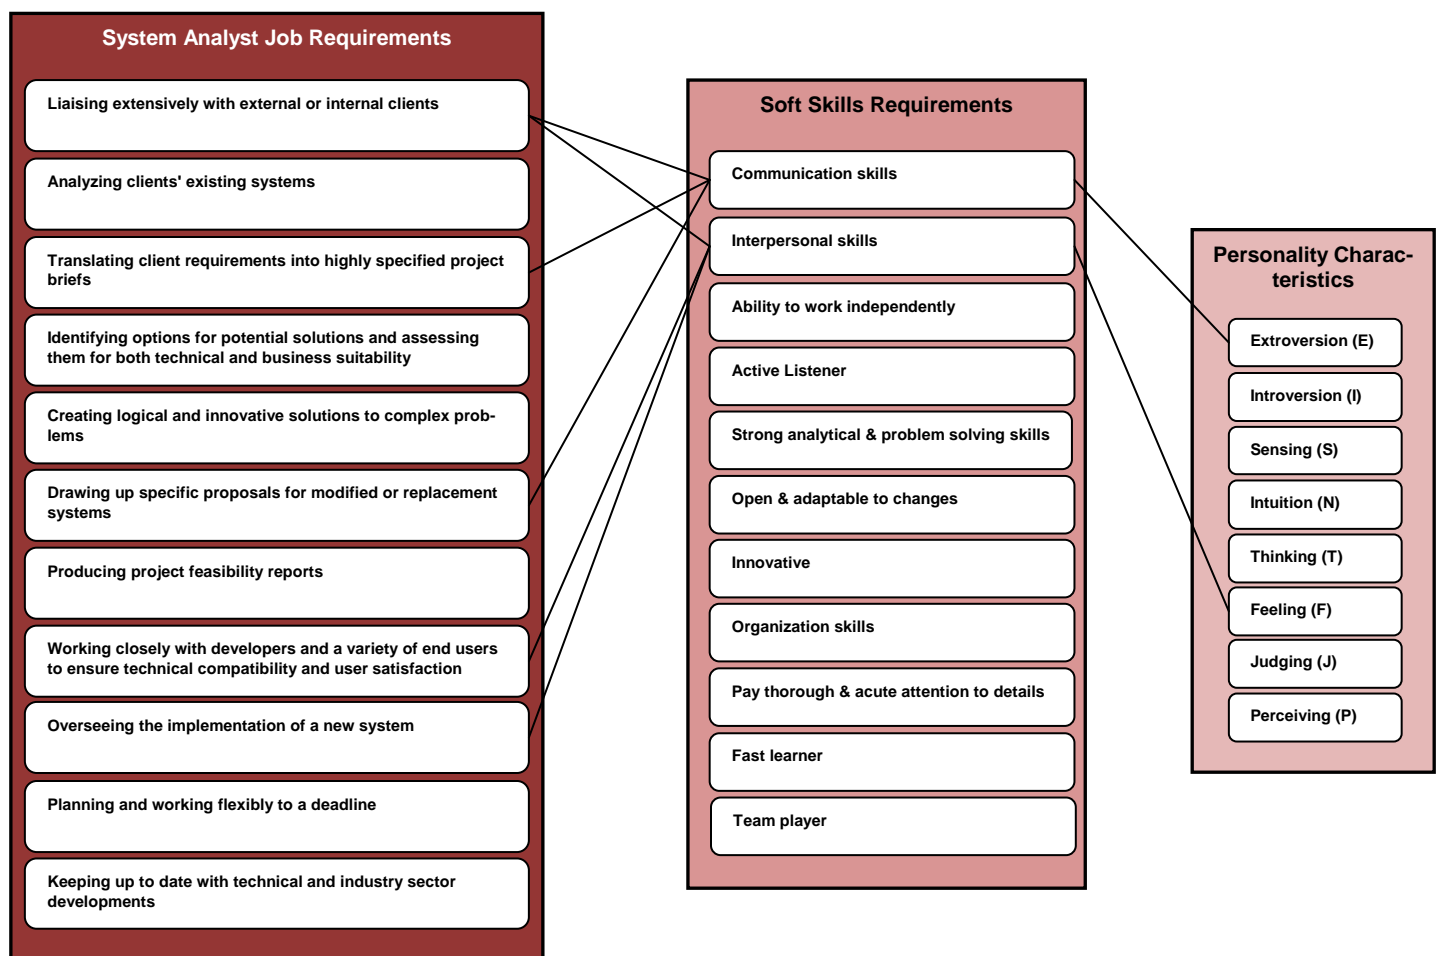 System Analyst Job Requirements
Liaising extensively with external or internal clients
Analyzing clients' existing systems
Translating client requirements into highly specified project
briefs
Identifying options for potential solutions and assessing
them for both technical and business suitability
Creating logical and innovative solutions to complex prob-
lems
Drawing up specific proposals for modified or replacement
systems
Producing project feasibility reports
Working closely with developers and a variety of end users
to ensure technical compatibility and user satisfaction
Overseeing the implementation of a new system
Planning and working flexibly to a deadline
Keeping up to date with technical and industry sector
developments
Soft Skills Requirements
Communication skills
Interpersonal skills
Ability to work independently
Active Listener
Strong analytical & problem solving skills
Open & adaptable to changes
Innovative
Organization skills
Pay thorough & acute attention to details
Fast learner
Team player
Personality Charac-
teristics
Extroversion (E)
Introversion (I)
Sensing (S)
Intuition (N)
Thinking (T)
Feeling (F)
Judging (J)
Perceiving (P)